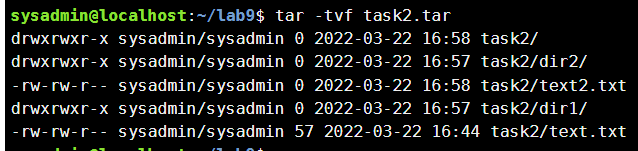 sysadmin@localhost:~/lab9$ tar -tvf task2.tar
drwxrwxr-x sysadmin/sysadmin 0 2022-03-22 16:58 task2/
drwxrwxr-x sysadmin/sysadmin 0 2022-03-22 16:57 task2/dir2/
-rw-rw-r-- sysadmin/sysadmin 0 2022-03-22 16:58 task2/text2.txt
drwxrwxr-x sysadmin/sysadmin 0 2022-03-22 16:57 task2/dir1/
-rw-rw-r-- sysadmin/sysadmin 57 2022-03-22 16:44 task2/text.txt